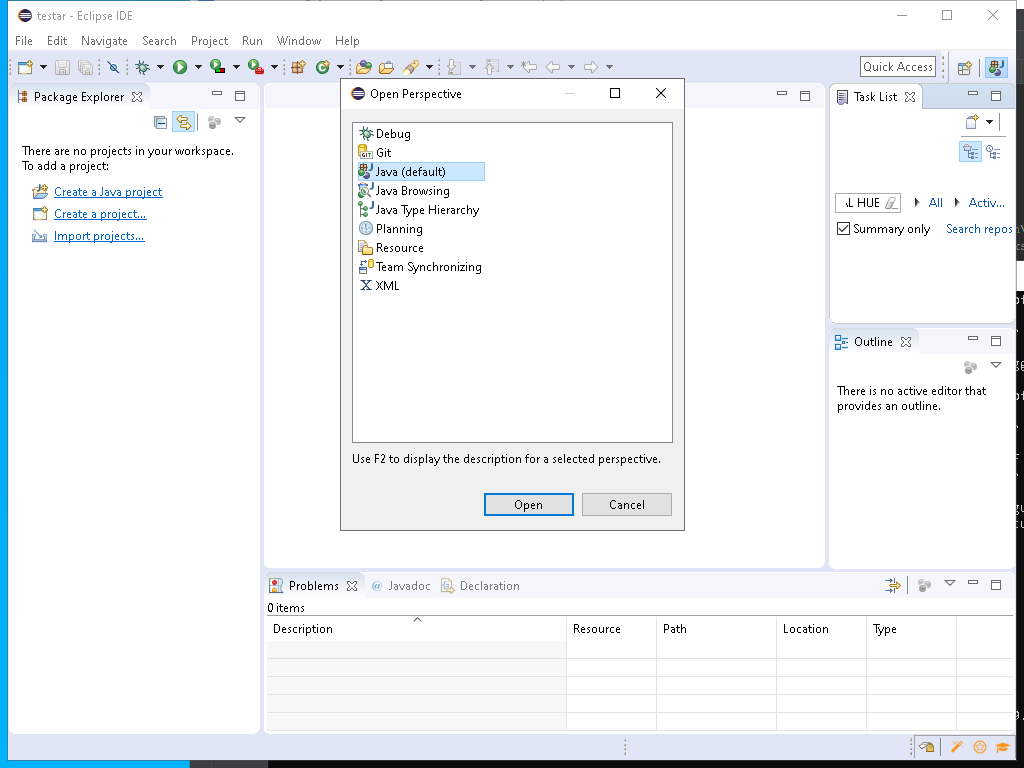 testar - Eclipse IDE
File Edit Navigate Search Project Run Window Help
Quick Access
Package Explorer
There are no projects in your workspace.
To add a project:
Create a Java project
Create a project...
Import projects...
Open Perspective
Debug
GIT
Git
Java (default)
Java Browsing
Java Type Hierarchy
Planning
Resource
Team Synchronizing
X XML
Use F2 to display the description for a selected perspective.
Open Cancel
Task List
HUE All Activ...
Summary only Search repos
Outline
There is no active editor that
provides an outline.
Problems @ Javadoc Declaration
0 items
Description Resource Path Location Type